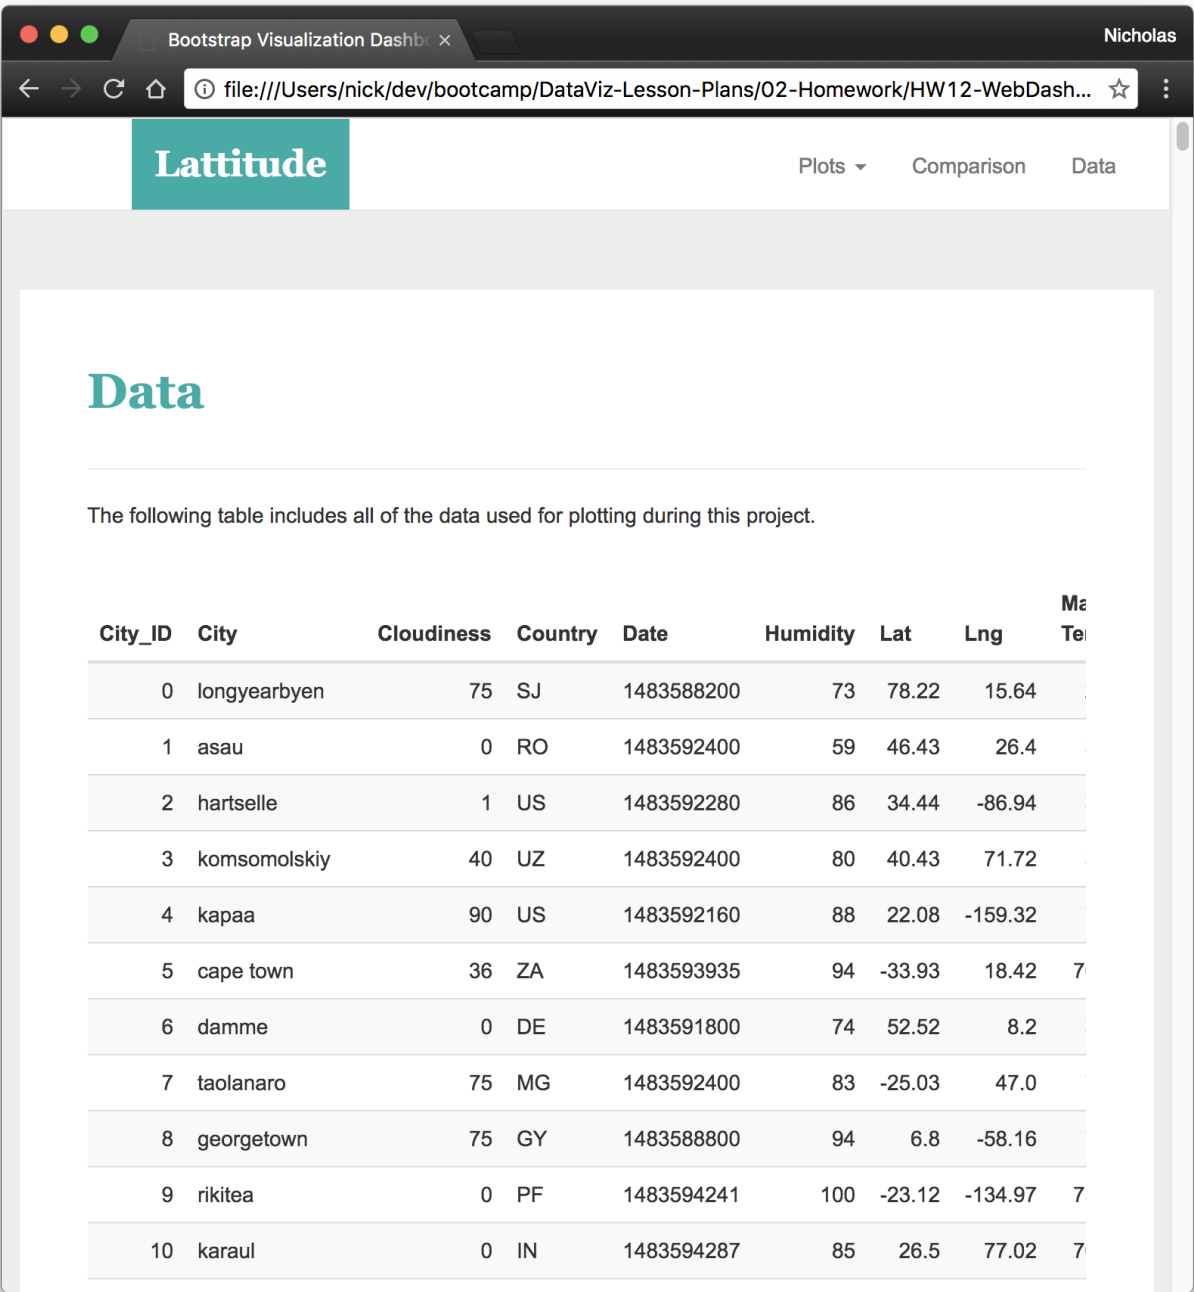 Bootstrap Visualization Dashb
Nicholas
file:///Users/nick/dev/bootcamp/DataViz-Lesson-Plans/02-Homework/HW12-WebDash...
Lattitude
Plots Comparison Data
Data
The following table includes all of the data used for plotting during this project.
City_ID City Cloudiness Country Date Humidity Lat Lng
0 longyearbyen 75 SJ 1483588200 73 78.22 15.64
1 asau 0 RO 1483592400 59 46.43 26.4
2 hartselle 1 US 1483592280 86 34.44 -86.94
3 komsomolskiy 40 UZ 1483592400 80 40.43 71.72
4 kapaa 90 US 1483592160 88 22.08 -159.32
5 cape town 36 ZA 1483593935 94 -33.93 18.42
6 damme 0 DE 1483591800 74 52.52 8.2
7 taolanaro 75 MG 1483592400 83 -25.03 47.0
8 georgetown 75 GY 1483588800 94 6.8 -58.16
9 rikitea 0 PF 1483594241 100 -23.12 -134.97
10 karaul 0 IN 1483594287 85 26.5 77.02